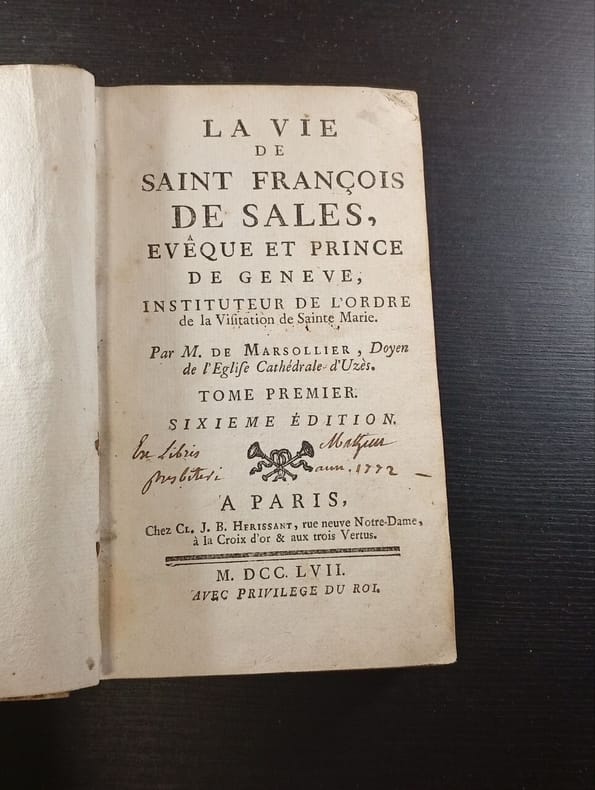 LA VIE
DE
SAINT FRANÇOIS
DE SALES,
EVÊQUE ET PRINCE
DE GENEVE,
INSTITUTEUR DE L'ORDRE
de la Viſitation de Sainte Marie.
Par M. DE MARSOLLIER, Doyen
de l'Egliſe Cathédrale d'Uzès.
TOME PREMIER.
SIXIEME ÉDITION.
Ex Libris
presbiteri ann. 1772 –
A PARIS,
Chez CL. J. B. HERISSANT, rue neuve Notre-Dame,
à la Croix d'or & aux trois Vertus.
M. DCC. LVII.
AVEC PRIVILEGE DU ROI.